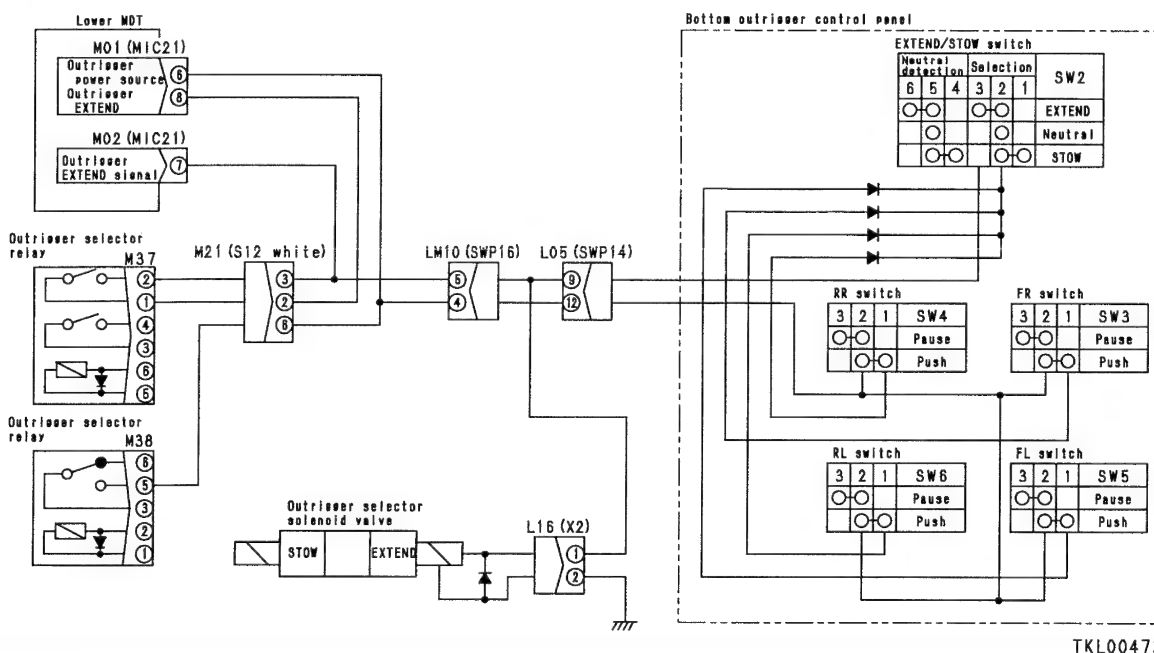 Lower MDT
M01 (MIC21)
Outrigger
power source
6
Outrigger
EXTEND
8
M02 (MIC21)
Outrigger
EXTEND signal
7
Outrigger selector
relay
M37
2
1
4
3
6
5
Outrigger selector
relay
M38
6
5
3
2
1
M21 (S12 white)
3
2
6
LM10 (SWP16)
5
4
L05 (SWP14)
9
12
Outrigger selector
solenoid valve
STOW EXTEND
L16 (X2)
1
2
Bottom outrigger control panel
EXTEND/STOW switch
Neutral
detection
Selection
SW2
6 5 4 3 2 1
EXTEND
Neutral
STOW
RR switch
3 2 1 SW4
Pause
Push
FR switch
3 2 1 SW3
Pause
Push
RL switch
3 2 1 SW6
Pause
Push
FL switch
3 2 1 SW5
Pause
Push